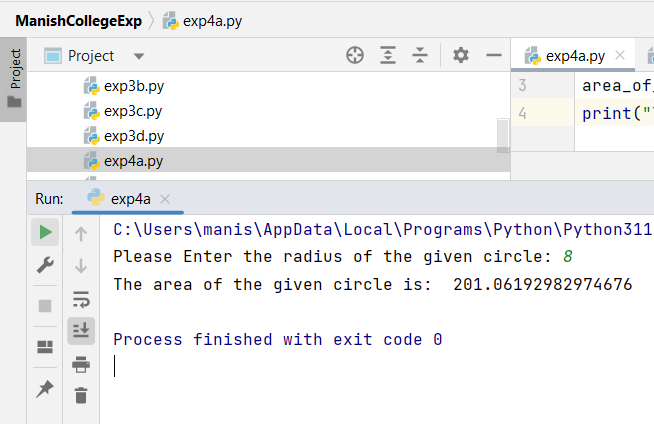 ManishCollegeExp exp4a.py
Project
Project
exp4a.py
exp3b.py
exp3c.py
exp3d.py
exp4a.py
3 area_of_
4 print("
Run: exp4a
C:\Users\manis\AppData\Local\Programs\Python\Python311
Please Enter the radius of the given circle: 8
The area of the given circle is:  201.06192982974676
Process finished with exit code 0